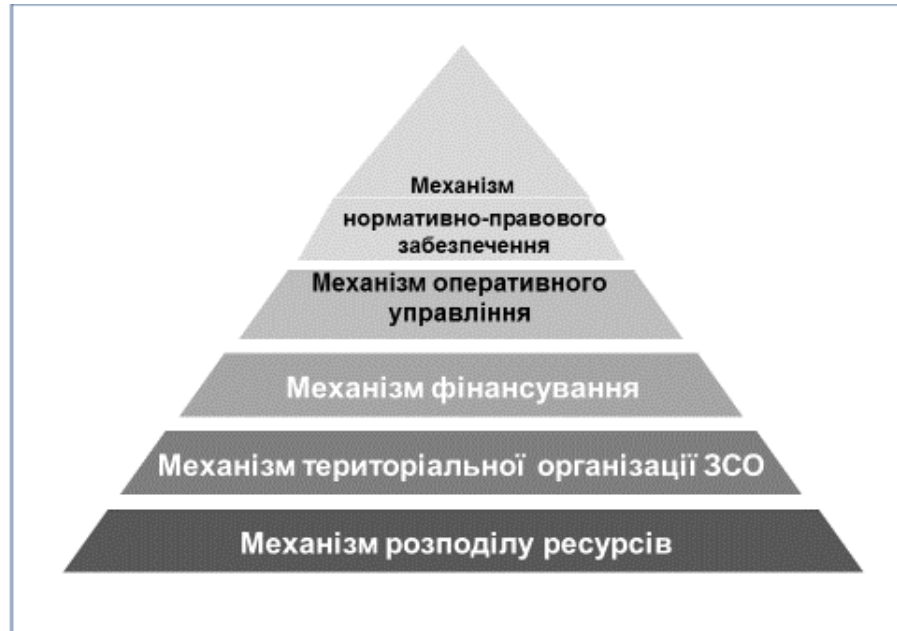 Механізм
нормативно-правового
забезпечення
Механізм оперативного
управління
Механізм фінансування
Механізм територіальної організації ЗСО
Механізм розподілу ресурсів